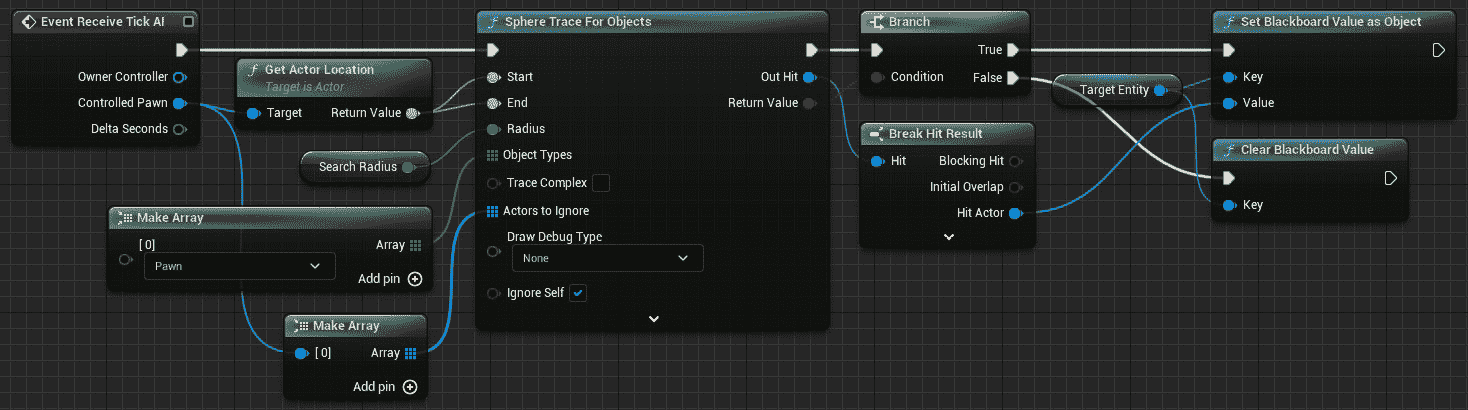 Event Receive Tick AI
Owner Controller
Controlled Pawn
Delta Seconds
Get Actor Location
Target is Actor
Target
Return Value
Search Radius
Make Array
[0]
Pawn
Array
Add pin
Make Array
[0]
Array
Add pin
Sphere Trace For Objects
Start
End
Radius
Object Types
Trace Complex
Actors to Ignore
Draw Debug Type
None
Ignore Self
Out Hit
Return Value
Branch
Condition
True
False
Break Hit Result
Hit
Blocking Hit
Initial Overlap
Hit Actor
Target Entity
Set Blackboard Value as Object
Key
Value
Clear Blackboard Value
Key